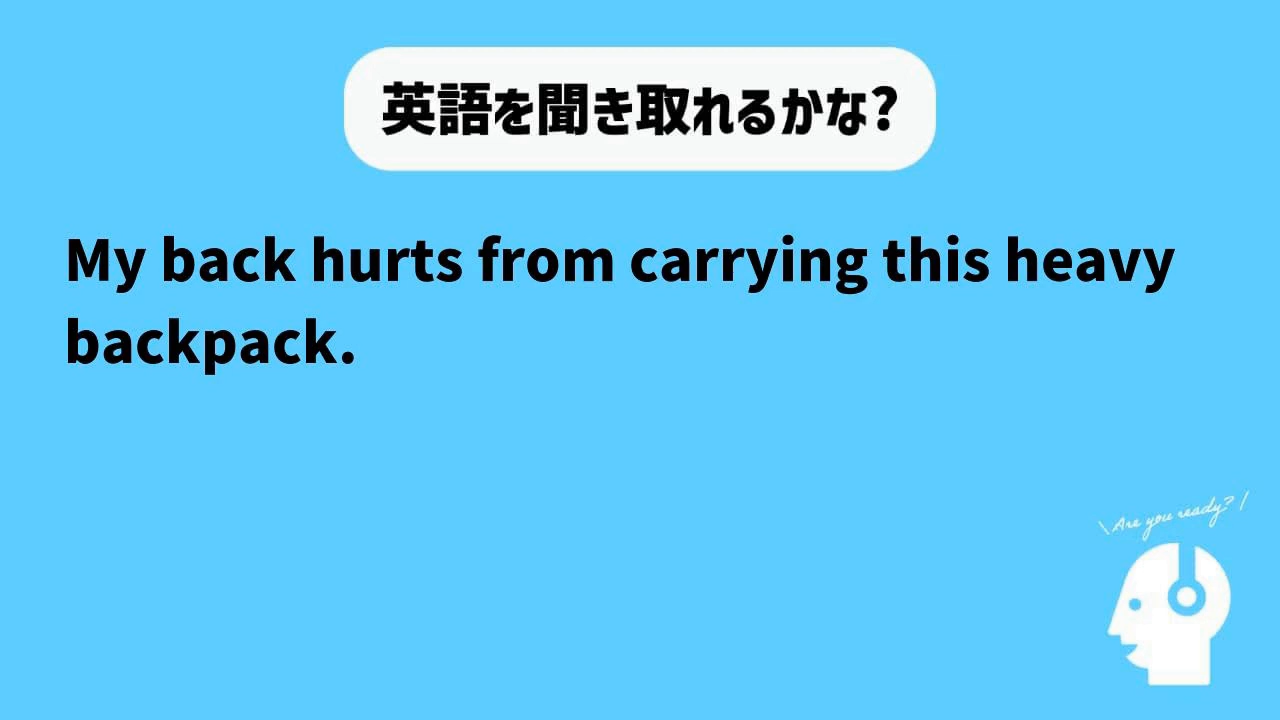 英語を聞き取れるかな?
My back hurts from carrying this heavy
backpack.
\ Are you ready? /